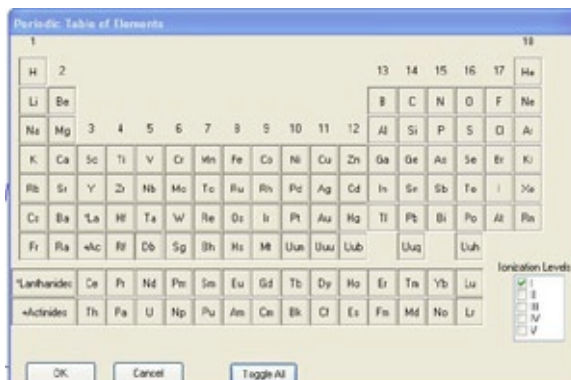 Periodic Table of Elements
1 18
H 2 13 14 15 16 17 He
Li Be B C N O F Ne
Na Mg 3 4 5 6 7 8 9 10 11 12 Al Si P S Cl Ar
K Ca Sc Ti V Cr Mn Fe Co Ni Cu Zn Ga Ge As Se Br Kr
Rb Sr Y Zr Nb Mo Tc Ru Rh Pd Ag Cd In Sn Sb Te I Xe
Cs Ba *La Hf Ta W Re Os Ir Pt Au Hg Tl Pb Bi Po At Rn
Fr Ra +Ac Rf Db Sg Bh Hs Mt Uun Uuu Uub Uuq Uuh
Ionization Levels
*Lanthanides Ce Pr Nd Pm Sm Eu Gd Tb Dy Ho Er Tm Yb Lu
I
II
III
+Actinides Th Pa U Np Pu Am Cm Bk Cf Es Fm Md No Lr
IV
V
OK Cancel Toggle All